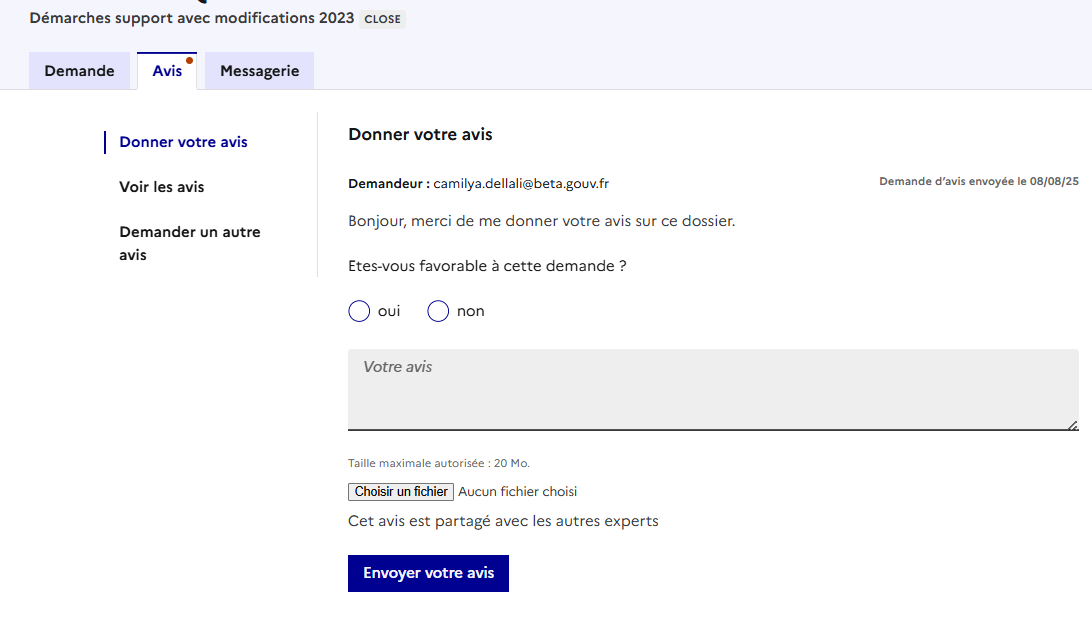 Démarches support avec modifications 2023 CLOSE
Demande Avis Messagerie
Donner votre avis
Voir les avis
Demander un autre
avis
Donner votre avis
Demandeur : camilya.dellali@beta.gouv.fr
Demande d'avis envoyée le 08/08/25
Bonjour, merci de me donner votre avis sur ce dossier.
Etes-vous favorable à cette demande ?
oui non
Votre avis
Taille maximale autorisée : 20 Mo.
Choisir un fichier Aucun fichier choisi
Cet avis est partagé avec les autres experts
Envoyer votre avis